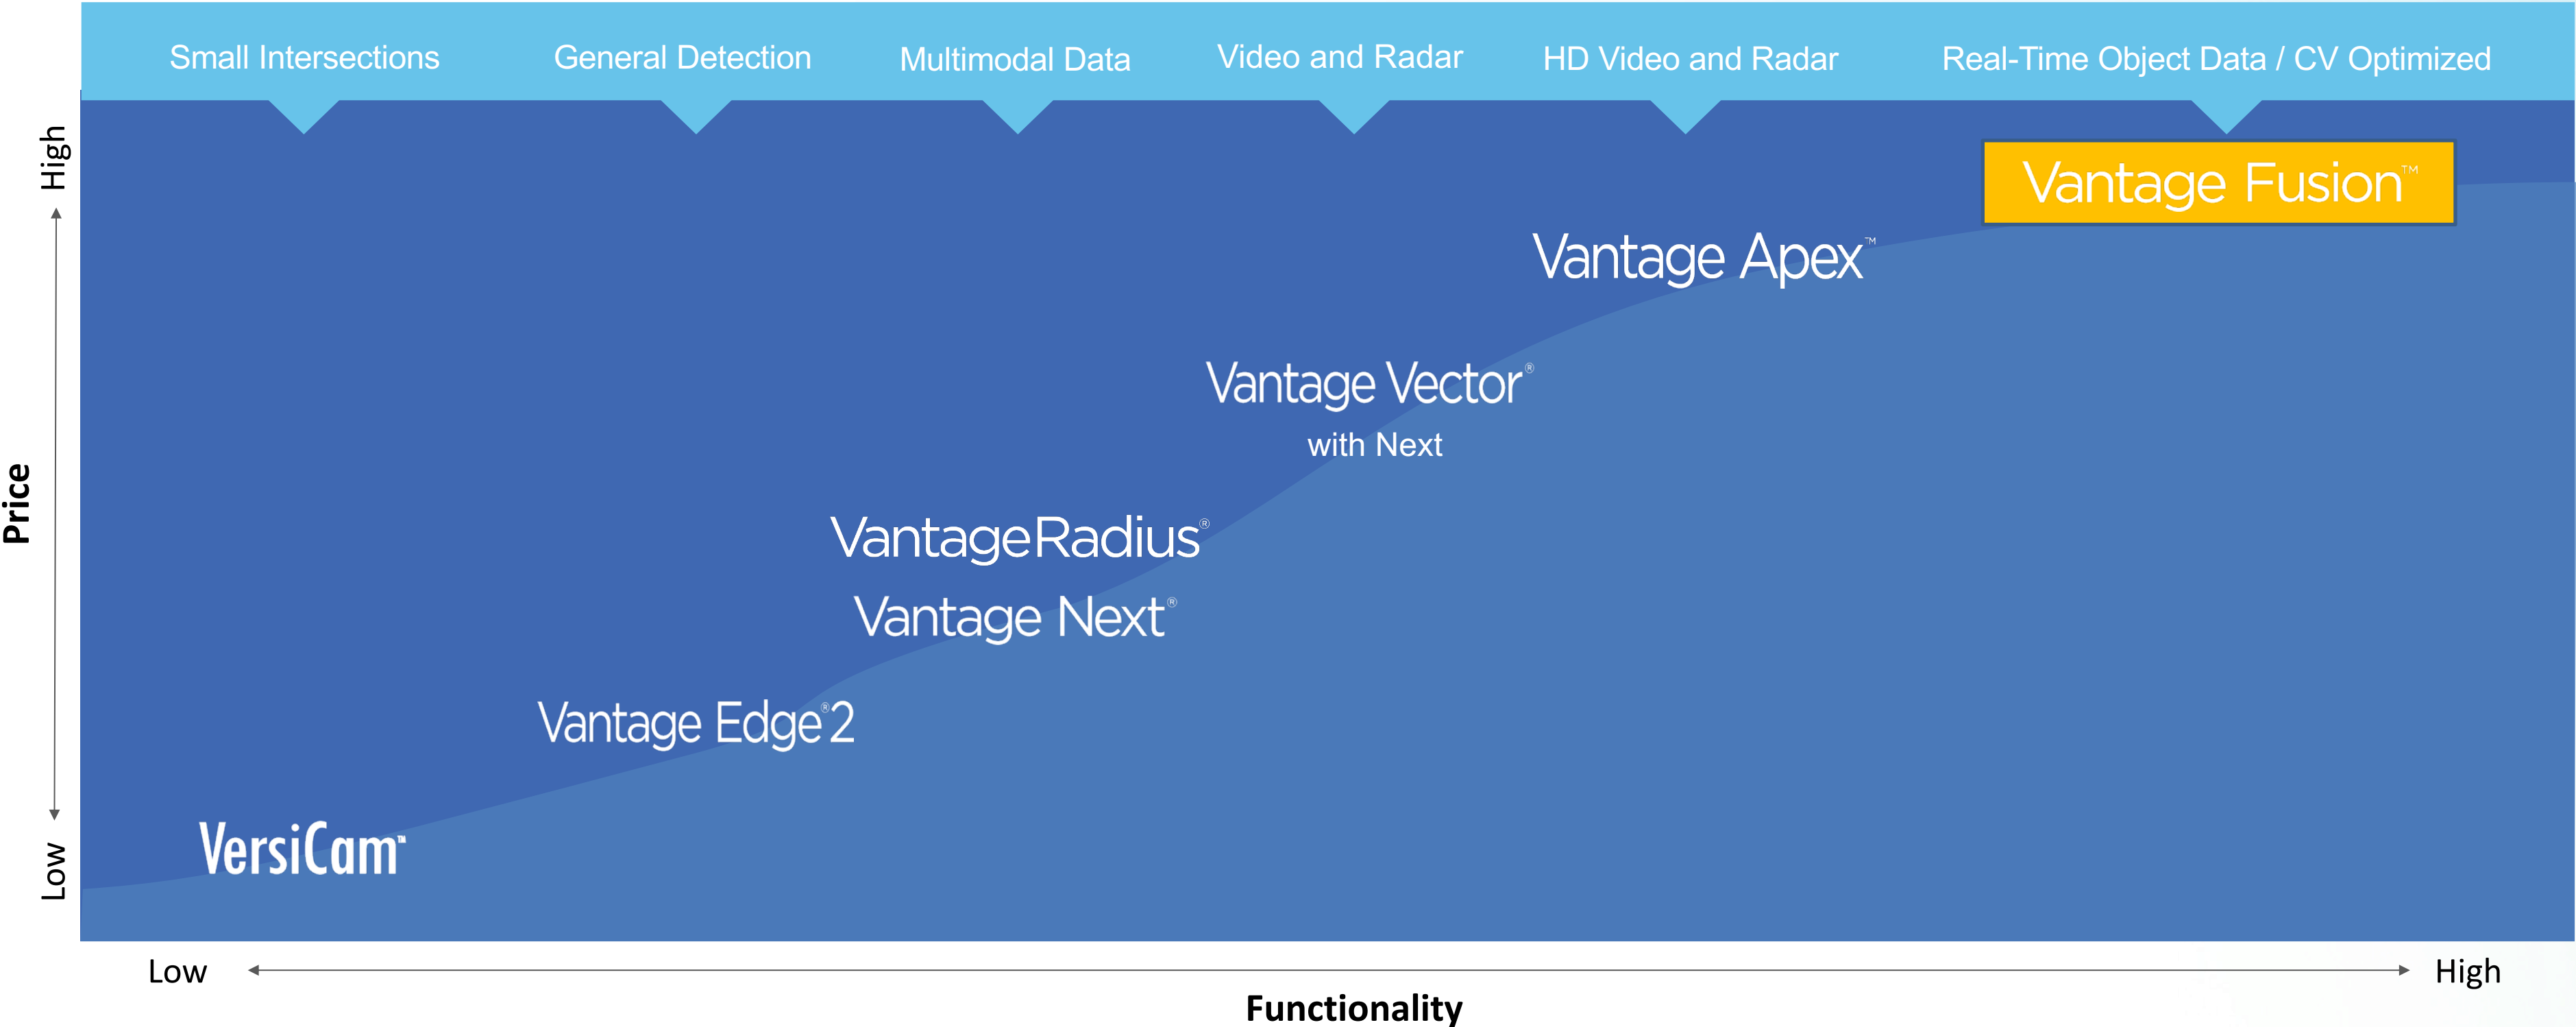 Small Intersections
General Detection
Multimodal Data
Video and Radar
HD Video and Radar
Real-Time Object Data / CV Optimized
High
Price
Low
Vantage Fusion™
Vantage Apex™
Vantage Vector®
with Next
VantageRadius®
Vantage Next®
Vantage Edge®2
VersiCam™
Low
High
Functionality